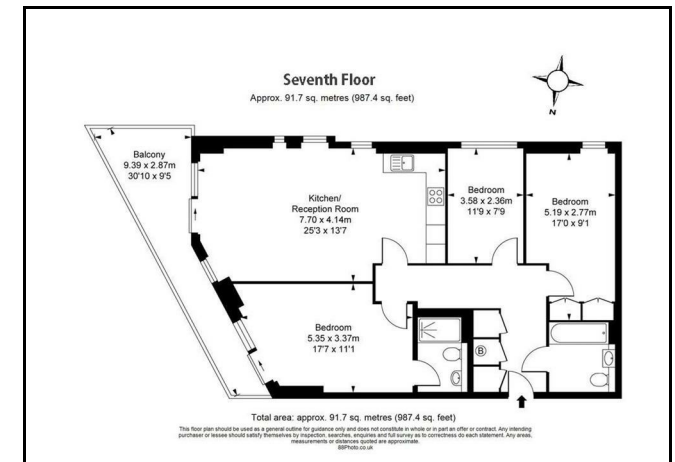 Seventh Floor
Approx. 91.7 sq. metres (987.4 sq. feet)
N
Balcony
9.39 x 2.87m
30'10 x 9'5
Kitchen/
Reception Room
7.70 x 4.14m
25'3 x 13'7
Bedroom
3.58 x 2.36m
11'9 x 7'9
Bedroom
5.19 x 2.77m
17'0 x 9'1
Bedroom
5.35 x 3.37m
17'7 x 11'1
B
Total area: approx. 91.7 sq. metres (987.4 sq. feet)
This floor plan should be used as a general outline for guidance only and does not constitute in whole or in part an offer or contract. Any intending
purchaser or lessee should satisfy themselves by inspection, searches, enquiries and full survey as to correctness do each statement. Any areas,
measurements or distances quoted are approximate.
88Photo.co.uk